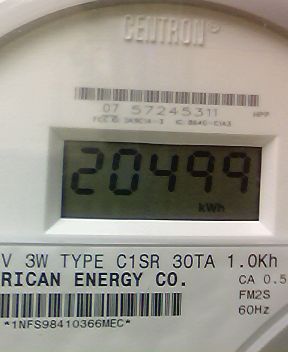 CENTRON®
07 57245311
HPP
20499
kWh
V 3W TYPE C1SR 30TA 1.0Kh
RICAN ENERGY CO.
CA 0.5
FM2S
60Hz
*1NFS98410366MEC*